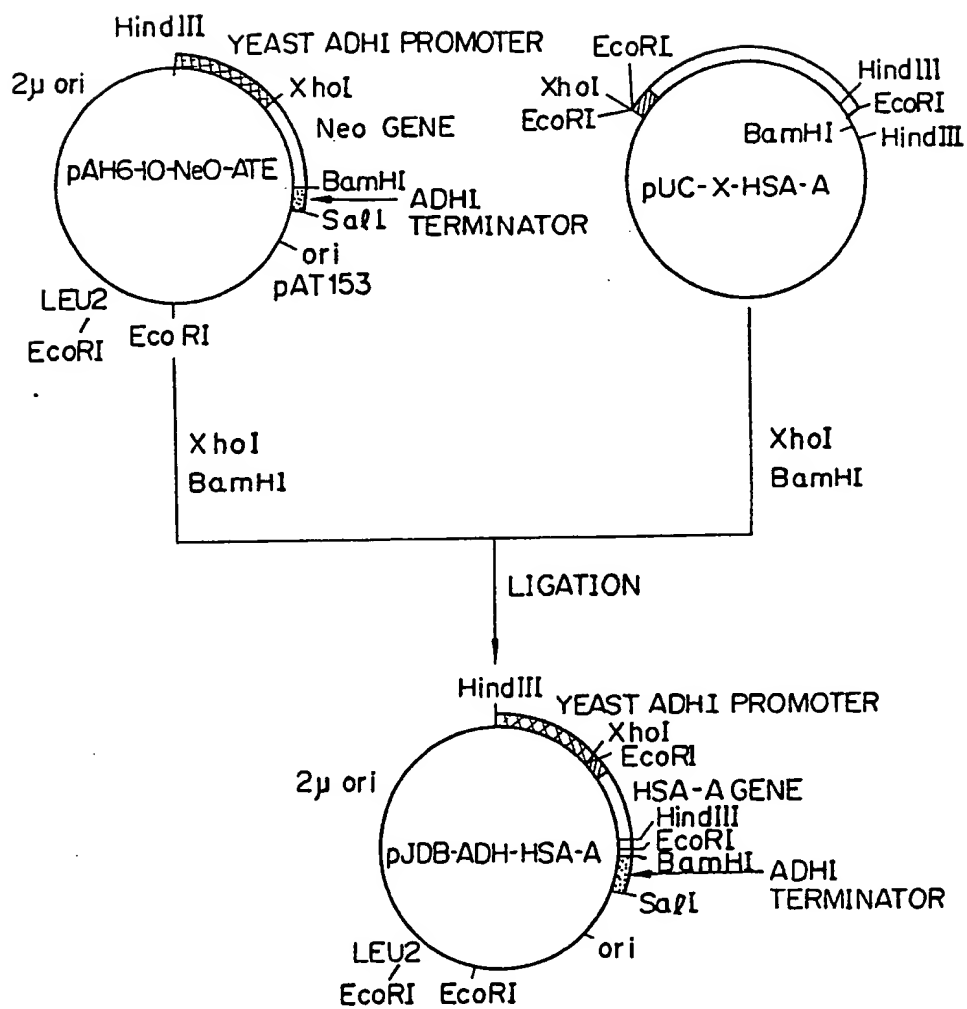 HindIII
YEAST ADHI PROMOTER
2μ ori
XhoI
Neo GENE
pAH6-10-NeO-ATE
BamHI
ADHI
TERMINATOR
SalI
ori
pAT153
LEU2
EcoRI
EcoRI
EcoRI
XhoI
EcoRI
HindIII
EcoRI
BamHI
HindIII
pUC-X-HSA-A
XhoI
BamHI
XhoI
BamHI
LIGATION
HindIII
YEAST ADHI PROMOTER
XhoI
EcoRI
2μ ori
HSA-A GENE
HindIII
EcoRI
BamHI
pJDB-ADH-HSA-A
ADHI
TERMINATOR
SalI
ori
LEU2
EcoRI
EcoRI